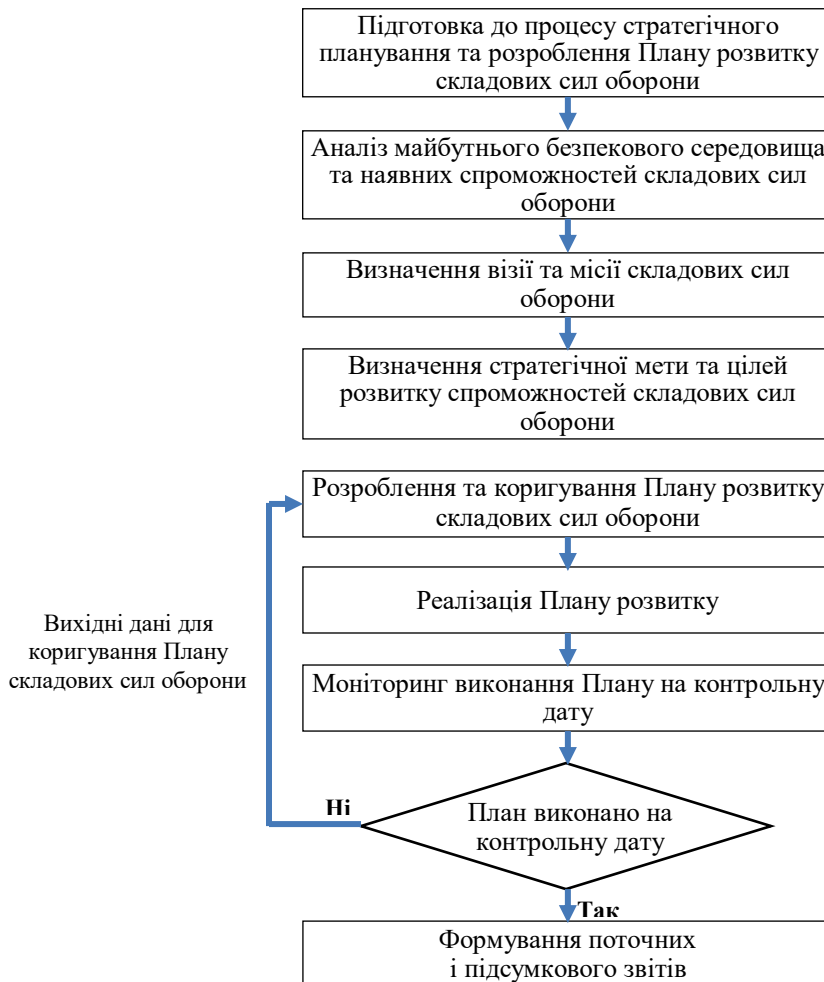 Підготовка до процесу стратегічного
планування та розроблення Плану розвитку
складових сил оборони
Аналіз майбутнього безпекового середовища
та наявних спроможностей складових сил
оборони
Визначення візії та місії складових сил
оборони
Визначення стратегічної мети та цілей
розвитку спроможностей складових сил
оборони
Розроблення та коригування Плану розвитку
складових сил оборони
Реалізація Плану розвитку
Вихідні дані для
коригування Плану
складових сил оборони
Моніторинг виконання Плану на контрольну
дату
Ні
План виконано на
контрольну дату
Так
Формування поточних
і підсумкового звітів